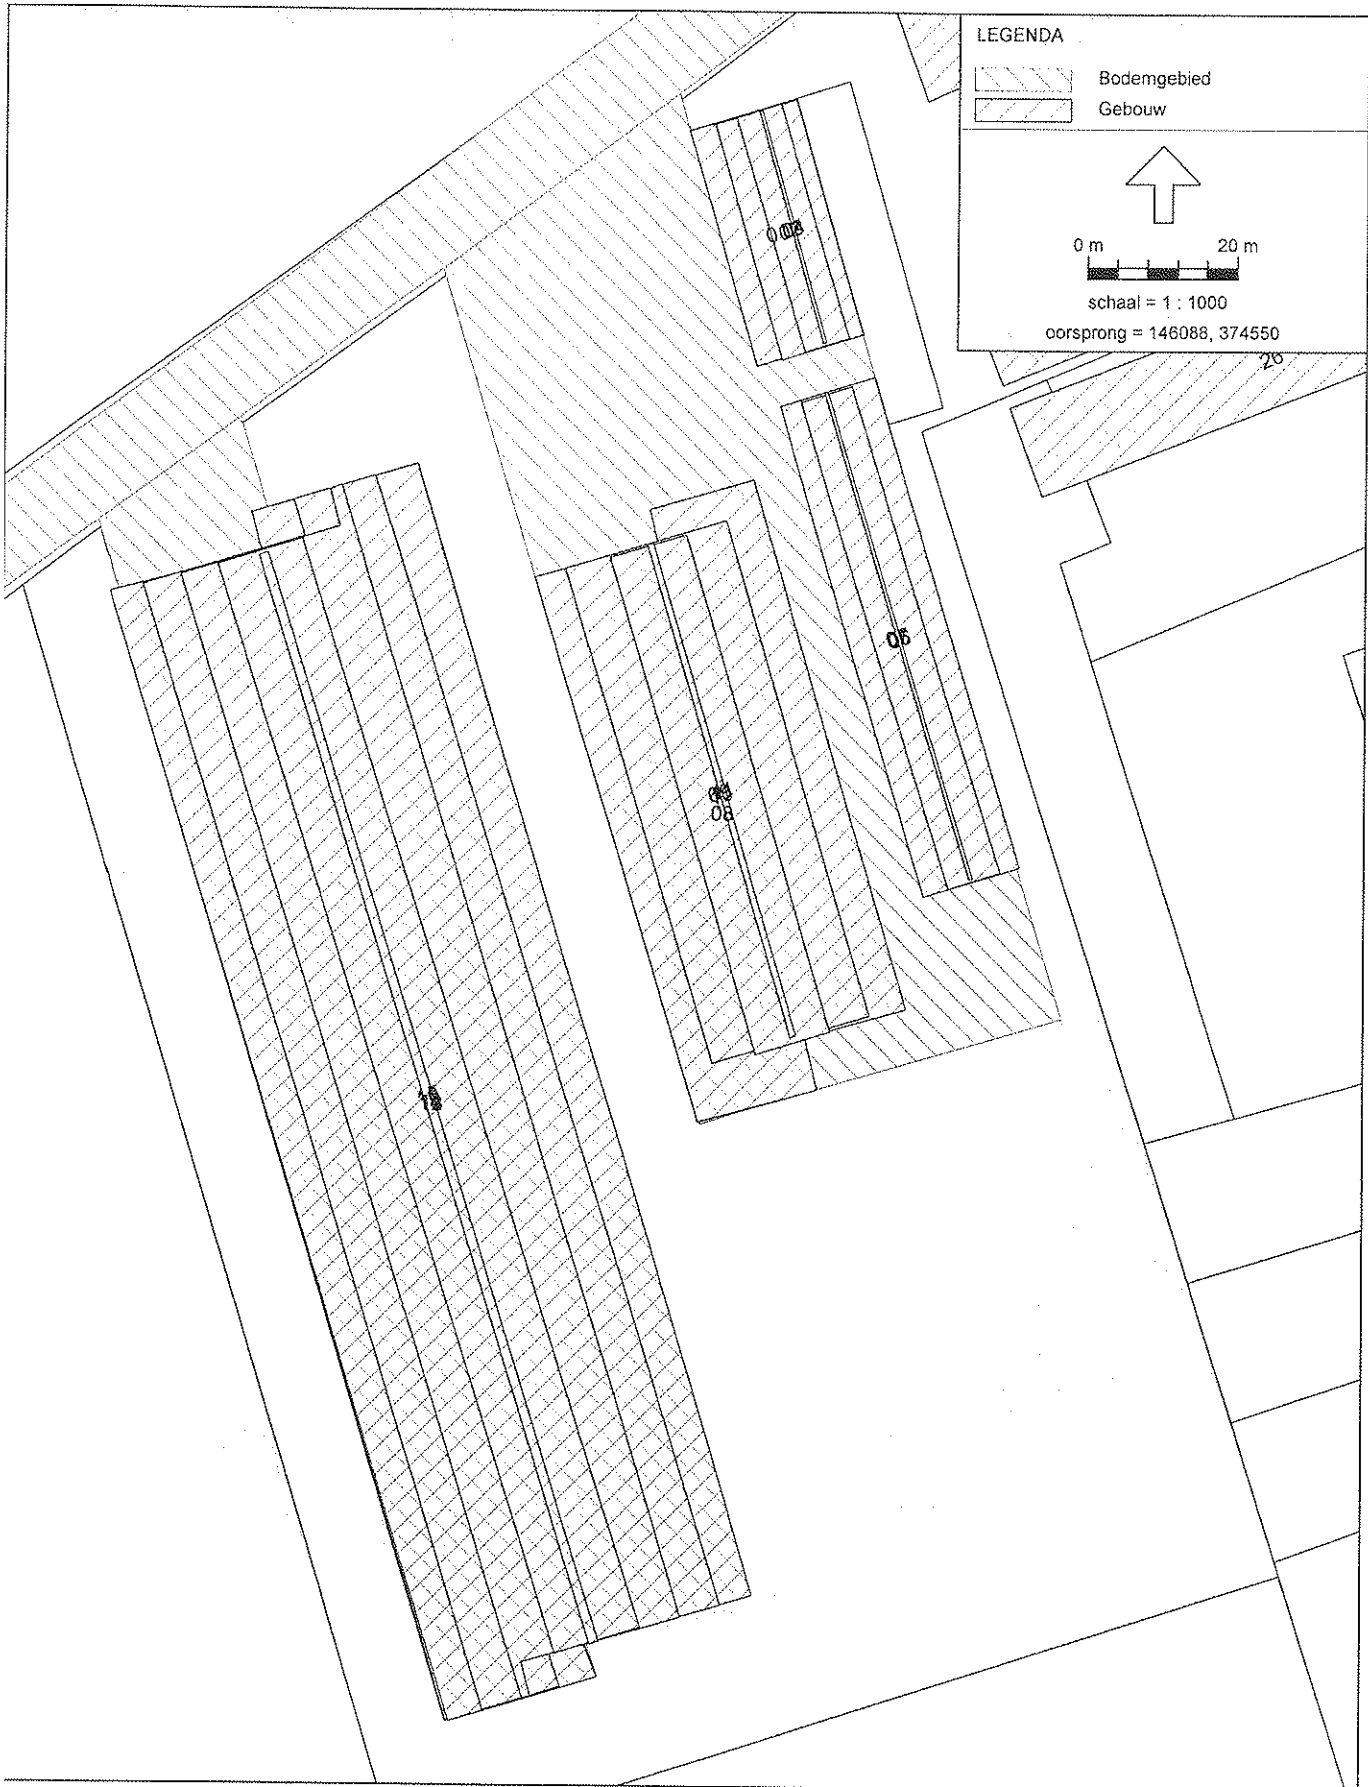 LEGENDA
Bodemgebied
Gebouw
0 m 20 m
schaal = 1 : 1000
oorsprong = 146088, 374550
26
08